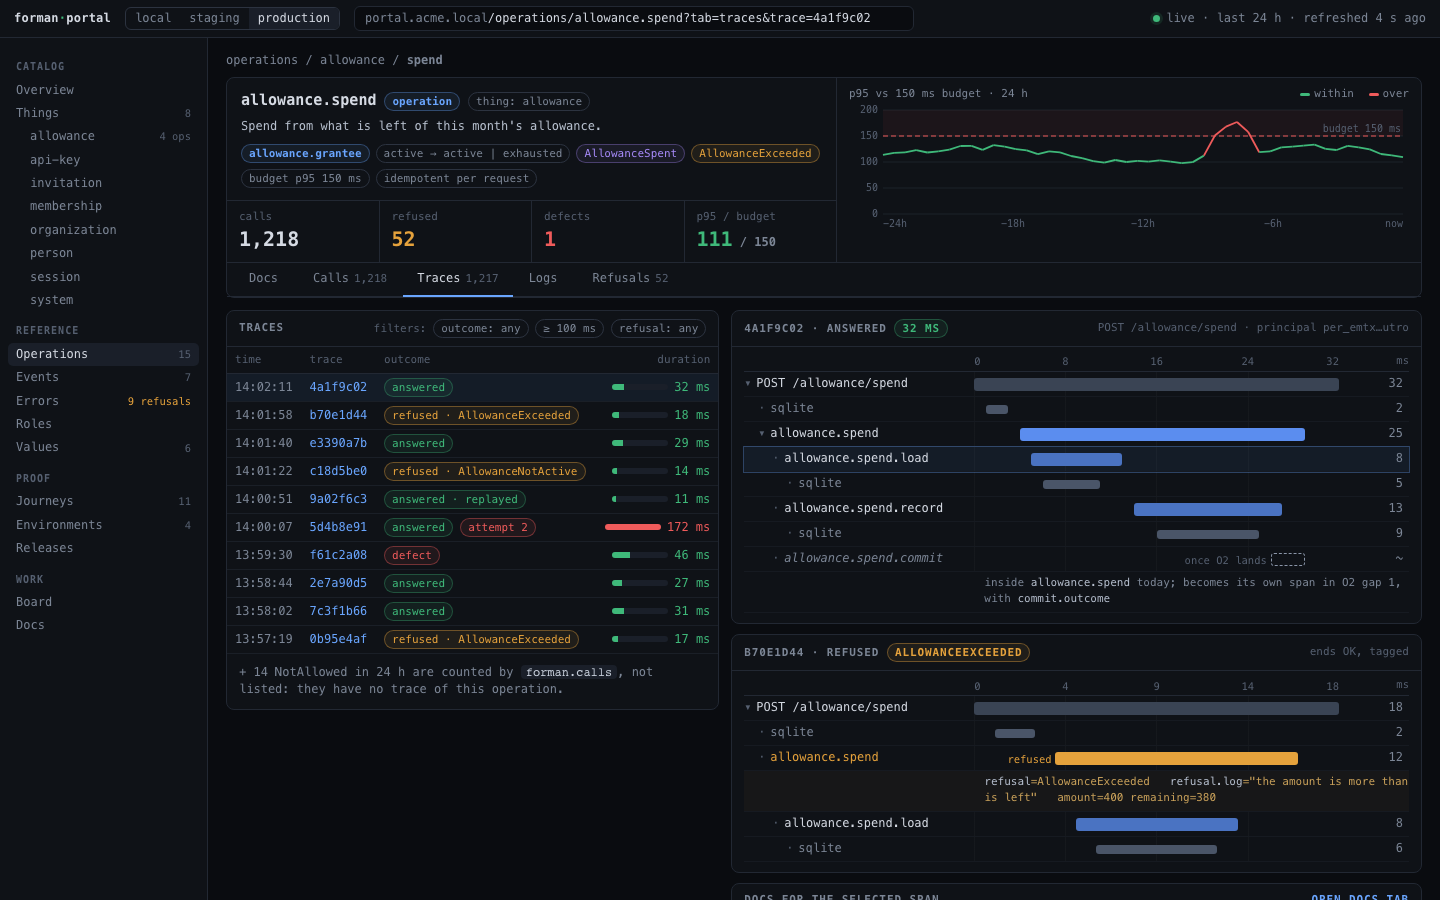 forman·portal local staging production portal.acme.local/operations/allowance.spend?tab=traces&trace=4a1f9c02 live · last 24 h · refreshed 4 s ago
CATALOG
Overview
Things 8
allowance 4 ops
api-key
invitation
membership
organization
person
session
system
REFERENCE
Operations 15
Events 7
Errors 9 refusals
Roles
Values 6
PROOF
Journeys 11
Environments 4
Releases
WORK
Board
Docs
operations / allowance / spend
allowance.spend operation thing: allowance
Spend from what is left of this month's allowance.
allowance.grantee active → active | exhausted AllowanceSpent AllowanceExceeded
budget p95 150 ms idempotent per request
calls refused defects p95 / budget
1,218 52 1 111 / 150
p95 vs 150 ms budget · 24 h within over
200
150 budget 150 ms
100
50
0
−24h −18h −12h −6h now
Docs Calls 1,218 Traces 1,217 Logs Refusals 52
TRACES filters: outcome: any ≥ 100 ms refusal: any
time trace outcome duration
14:02:11 4a1f9c02 answered 32 ms
14:01:58 b70e1d44 refused · AllowanceExceeded 18 ms
14:01:40 e3390a7b answered 29 ms
14:01:22 c18d5be0 refused · AllowanceNotActive 14 ms
14:00:51 9a02f6c3 answered · replayed 11 ms
14:00:07 5d4b8e91 answered attempt 2 172 ms
13:59:30 f61c2a08 defect 46 ms
13:58:44 2e7a90d5 answered 27 ms
13:58:02 7c3f1b66 answered 31 ms
13:57:19 0b95e4af refused · AllowanceExceeded 17 ms
+ 14 NotAllowed in 24 h are counted by forman.calls, not
listed: they have no trace of this operation.
4A1F9C02 · ANSWERED 32 MS POST /allowance/spend · principal per_emtx…utro
0 8 16 24 32 ms
▾ POST /allowance/spend 32
· sqlite 2
▾ allowance.spend 25
· allowance.spend.load 8
· sqlite 5
· allowance.spend.record 13
· sqlite 9
· allowance.spend.commit once O2 lands ~
inside allowance.spend today; becomes its own span in O2 gap 1,
with commit.outcome
B70E1D44 · REFUSED ALLOWANCEEXCEEDED ends OK, tagged
0 4 9 14 18 ms
▾ POST /allowance/spend 18
· sqlite 2
· allowance.spend refused 12
refusal=AllowanceExceeded refusal.log="the amount is more than
is left" amount=400 remaining=380
· allowance.spend.load 8
· sqlite 6
DOCS FOR THE SELECTED SPAN OPEN DOCS TAB